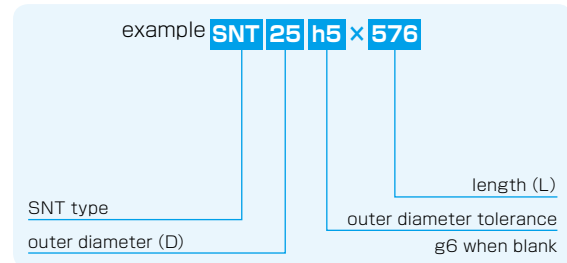 example SNT 25 h5 × 576
length (L)
SNT type
outer diameter tolerance
outer diameter (D)
g6 when blank